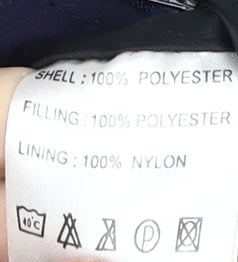 SHELL : 100% POLYESTER
FILLING : 100% POLYESTER
LINING : 100% NYLON
40°C
P